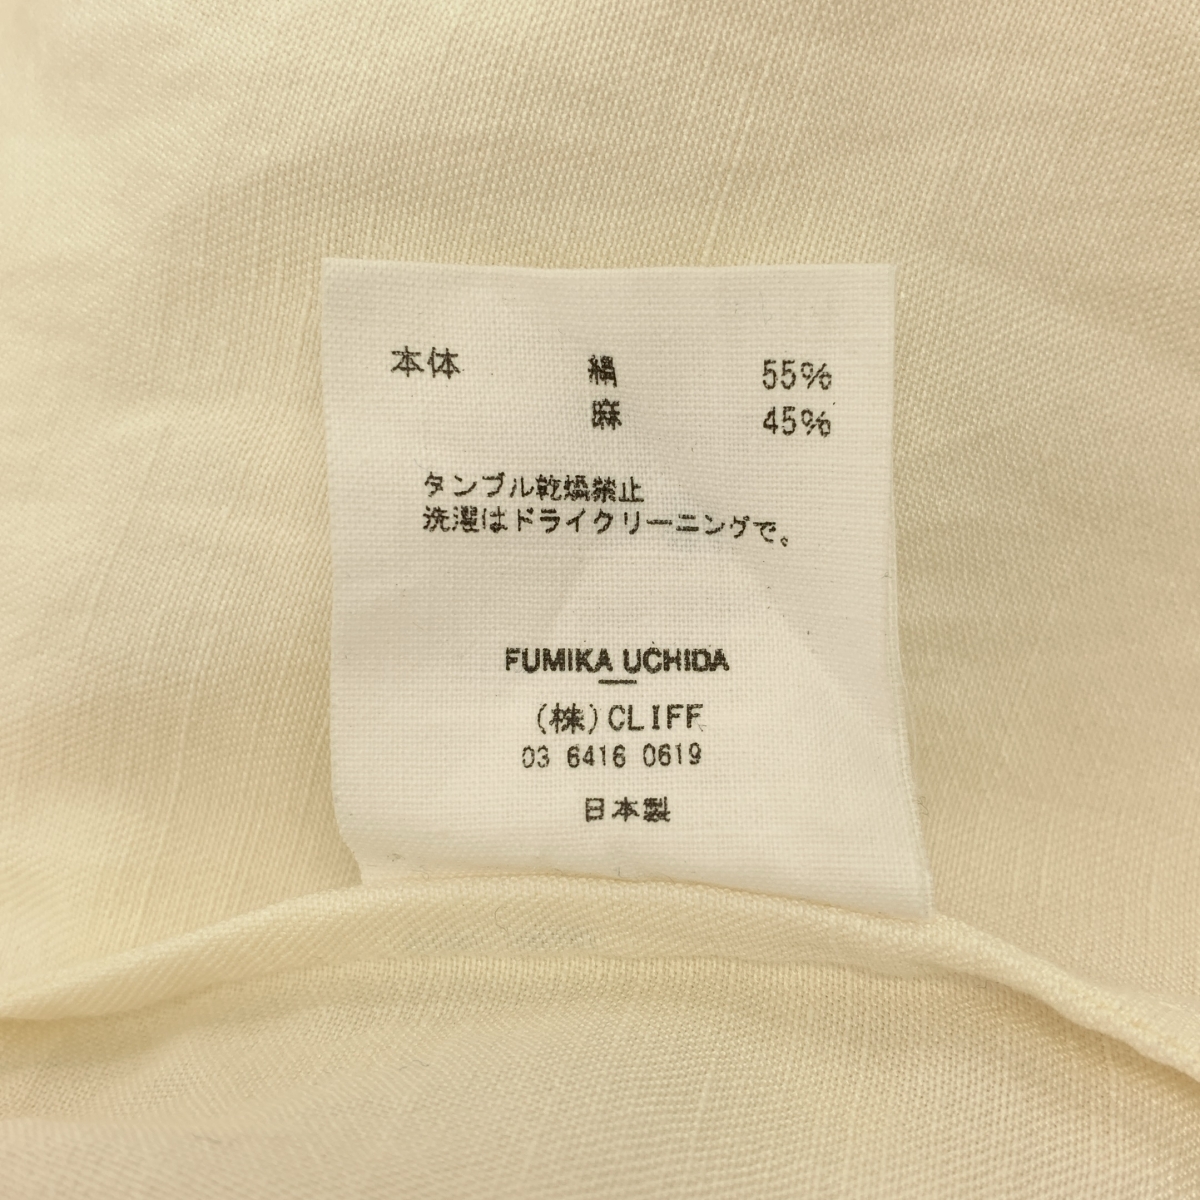 本体 絹 55%
麻 45%
タンブル乾燥禁止
洗濯はドライクリーニングで。
FUMIKA UCHIDA
(株)CLIFF
03 6416 0619
日本製